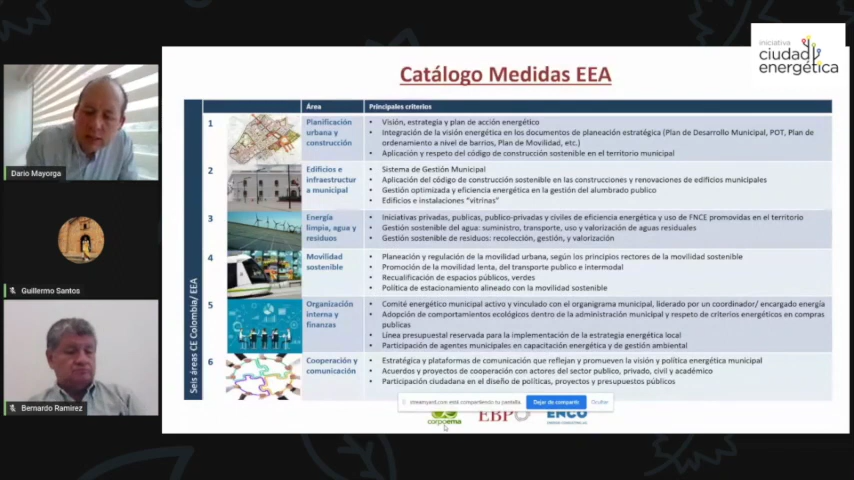 iniciativa
ciudad
energética
Catálogo Medidas EEA
Área
Principales criterios
Seis áreas CE Colombia/ EEA
1
Planificación
urbana y
construcción
• Visión, estrategia y plan de acción energético
• Integración de la visión energética en los documentos de planeación estratégica (Plan de Desarrollo Municipal, POT, Plan de
ordenamiento a nivel de barrios, Plan de Movilidad, etc.)
• Aplicación y respeto del código de construcción sostenible en el territorio municipal
2
Edificios e
infraestructur
a municipal
• Sistema de Gestión Municipal
• Aplicación del código de construcción sostenible en las construcciones y renovaciones de edificios municipales
• Gestión optimizada y eficiencia energética en la gestión del alumbrado publico
• Edificios e instalaciones "vitrinas"
3
Energía
limpia, agua y
residuos
• Iniciativas privadas, publicas, publico-privadas y civiles de eficiencia energética y uso de FNCE promovidas en el territorio
• Gestión sostenible del agua: suministro, transporte, uso y valorización de aguas residuales
• Gestión sostenible de residuos: recolección, gestión, y valorización
4
Movilidad
sostenible
• Planeación y regulación de la movilidad urbana, según los principios rectores de la movilidad sostenible
• Promoción de la movilidad lenta, del transporte publico e intermodal
• Recualificación de espacios públicos, verdes
• Política de estacionamiento alineado con la movilidad sostenible
5
Organización
interna y
finanzas
• Comité energético municipal activo y vinculado con el organigrama municipal, liderado por un coordinador/ encargado energía
• Adopción de comportamientos ecológicos dentro de la administración municipal y respeto de criterios energéticos en compras
publicas
• Línea presupuestal reservada para la implementación de la estrategia energética local
• Participación de agentes municipales en capacitación energética y de gestión ambiental
6
Cooperación y
comunicación
• Estratégica y plataformas de comunicación que reflejan y promueven la visión y política energética municipal
• Acuerdos y proyectos de cooperación con actores del sector publico, privado, civil y académico
• Participación ciudadana en el diseño de políticas, proyectos y presupuestos públicos
streamyard.com está compartiendo tu pantalla.
Dejar de compartir
Ocultar
corpoema
EBP
ENCO
Dario Mayorga
Guillermo Santos
Bernardo Ramirez